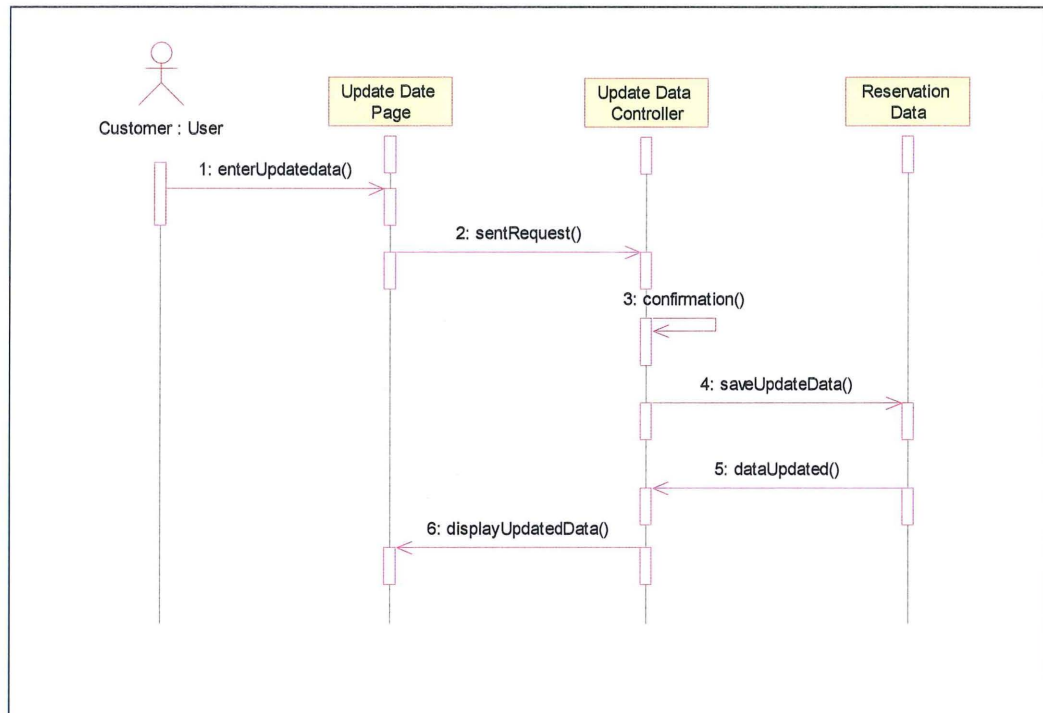 Customer : User
Update Date
Page
Update Data
Controller
Reservation
Data
1: enterUpdatedata()
2: sentRequest()
3: confirmation()
4: saveUpdateData()
5: dataUpdated()
6: displayUpdatedData()